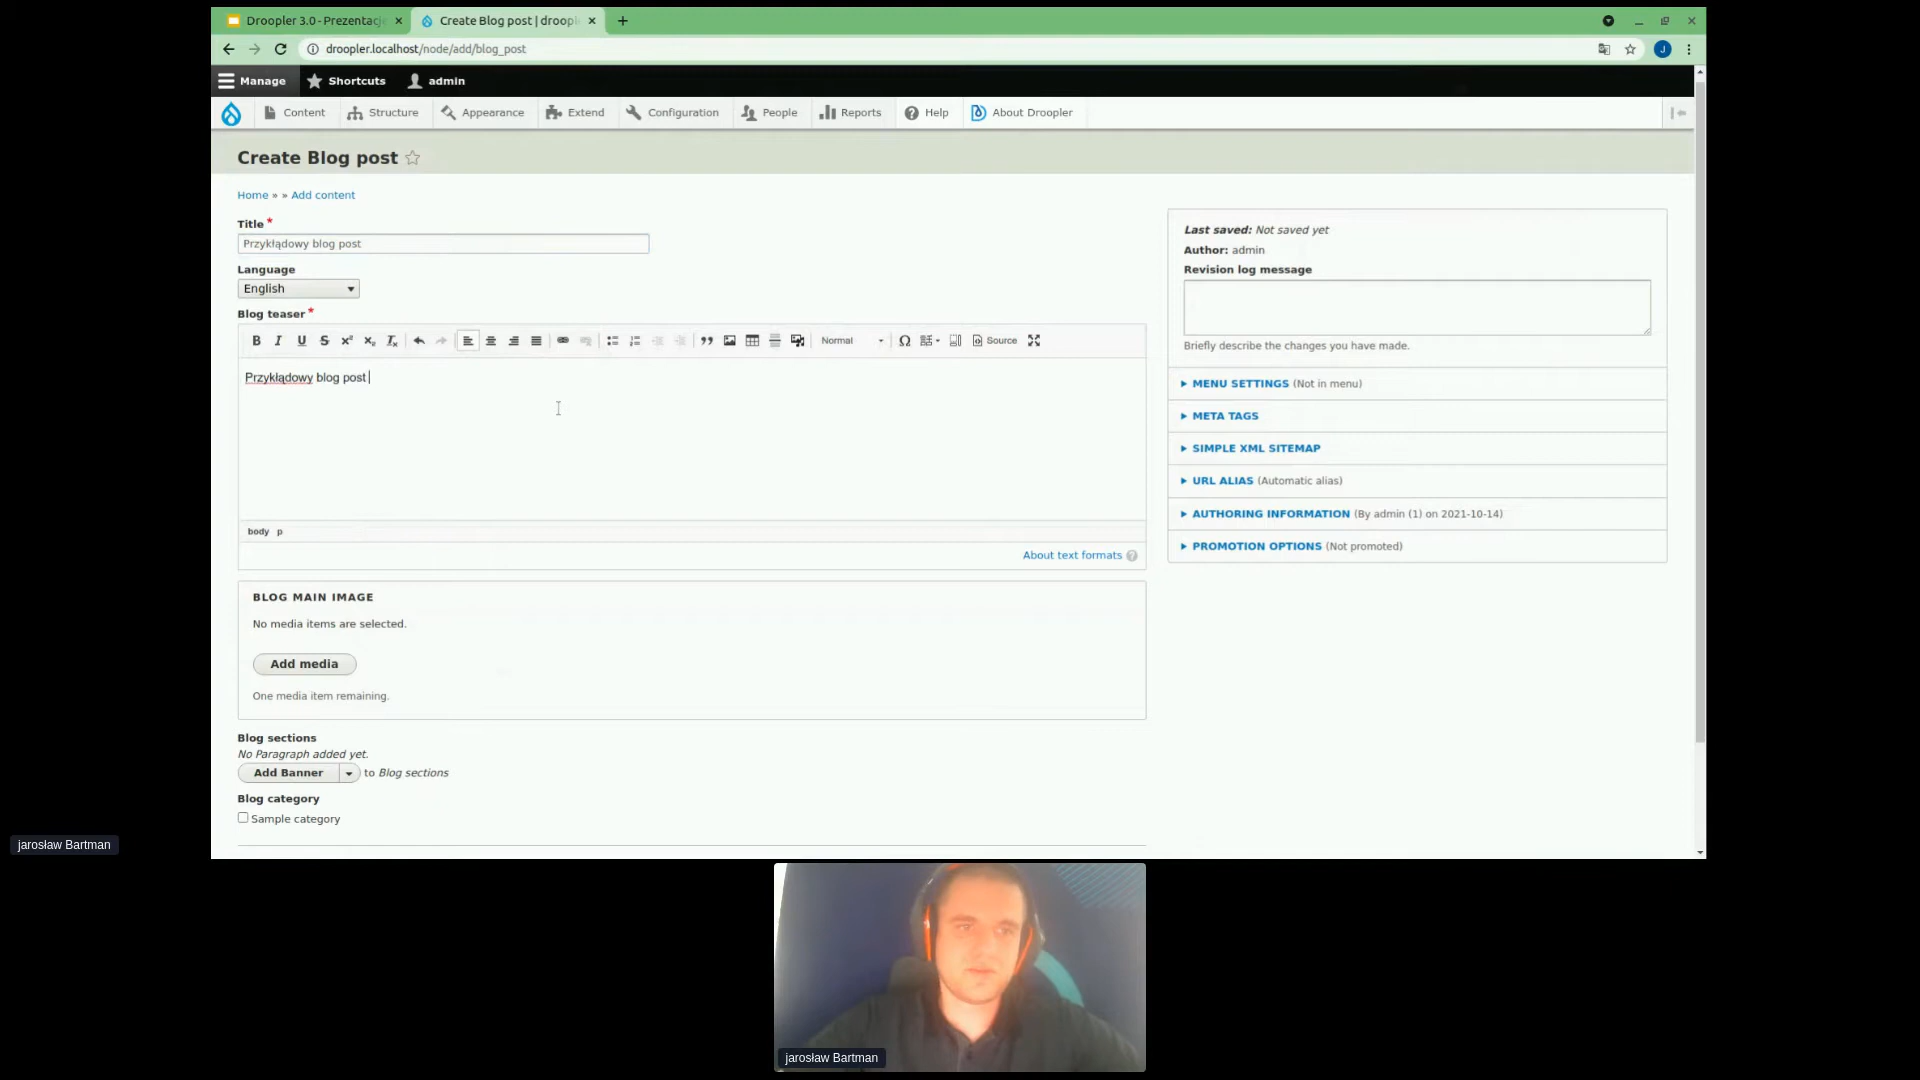 Droopler 3.0 - Prezentacj
Create Blog post | droopl
droopler.localhost/node/add/blog_post
J
Manage
Shortcuts
admin
Content
Structure
Appearance
Extend
Configuration
People
Reports
Help
About Droopler
Create Blog post
Home » » Add content
Title *
Przykłądowy blog post
Language
English
Blog teaser *
B I U S x² x₂ Tx
Normal
Ω
Source
Przykłądowy blog post
body p
About text formats ?
BLOG MAIN IMAGE
No media items are selected.
Add media
One media item remaining.
Blog sections
No Paragraph added yet.
Add Banner to Blog sections
Blog category
Sample category
Last saved: Not saved yet
Author: admin
Revision log message
Briefly describe the changes you have made.
MENU SETTINGS (Not in menu)
META TAGS
SIMPLE XML SITEMAP
URL ALIAS (Automatic alias)
AUTHORING INFORMATION (By admin (1) on 2021-10-14)
PROMOTION OPTIONS (Not promoted)
jarosław Bartman
jarosław Bartman